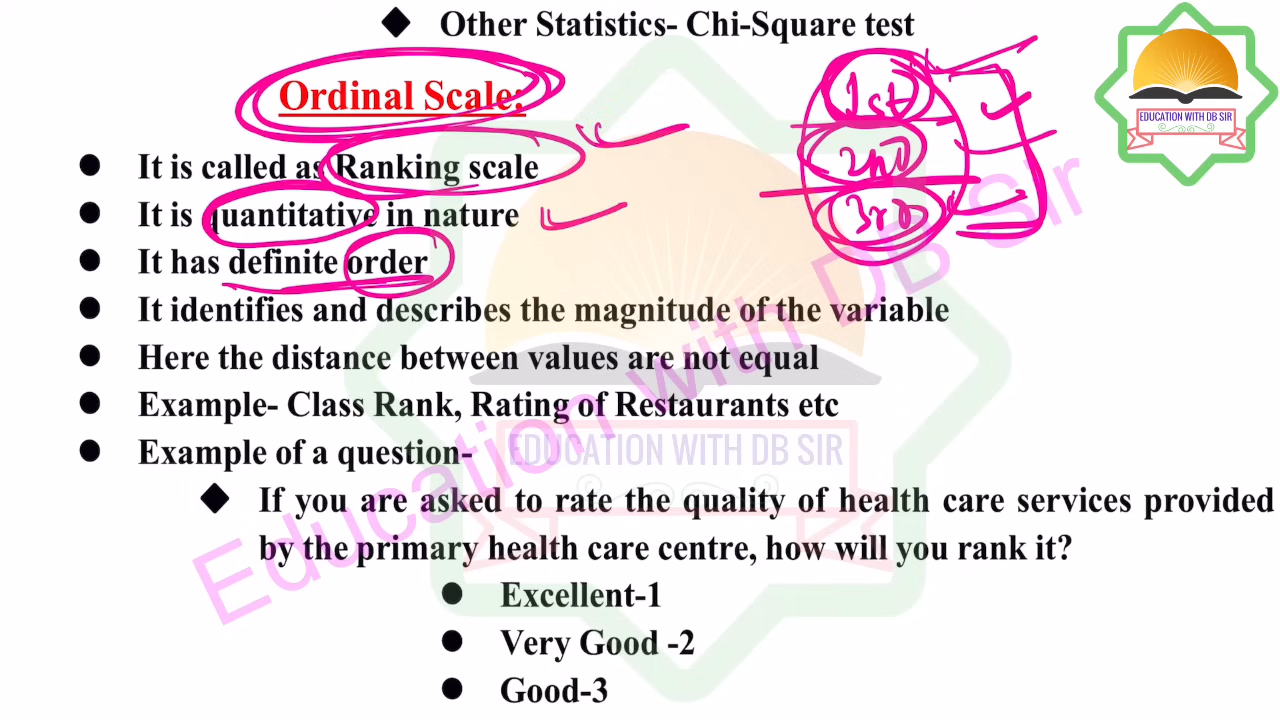 ◆ Other Statistics- Chi-Square test
EDUCATION WITH DB SIR
Ordinal Scale:
1st
2nd
3rd
● It is called as Ranking scale
● It is quantitative in nature
● It has definite order
● It identifies and describes the magnitude of the variable
● Here the distance between values are not equal
● Example- Class Rank, Rating of Restaurants etc
● Example of a question-
◆ If you are asked to rate the quality of health care services provided
by the primary health care centre, how will you rank it?
● Excellent-1
● Very Good -2
● Good-3
EDUCATION WITH DB SIR
Education with DB Sir